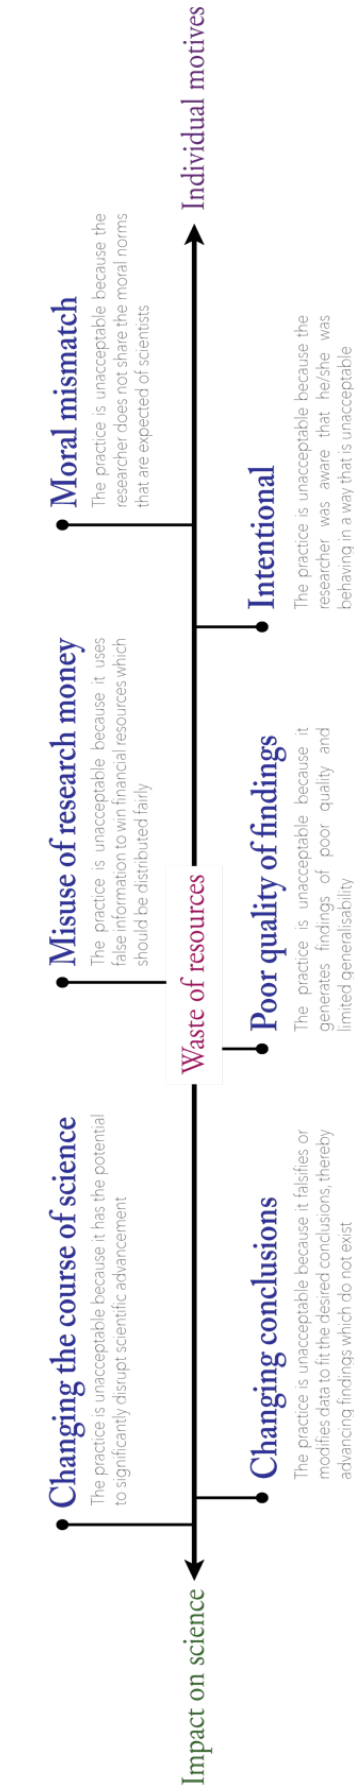 Changing the course of science
The practice is unacceptable because it has the potential
to significantly disrupt scientific advancement
Misuse of research money
The practice is unacceptable because it uses
false information to win financial resources which
should be distributed fairly
Moral mismatch
The practice is unacceptable because the
researcher does not share the moral norms
that are expected of scientists
Impact on science
Waste of resources
Individual motives
Changing conclusions
The practice is unacceptable because it falsifies or
modifies data to fit the desired conclusions, thereby
advancing findings which do not exist
Poor quality of findings
The practice is unacceptable because it
generates findings of poor quality and
limited generalisability
Intentional
The practice is unacceptable because the
researcher was aware that he/she was
behaving in a way that is unacceptable